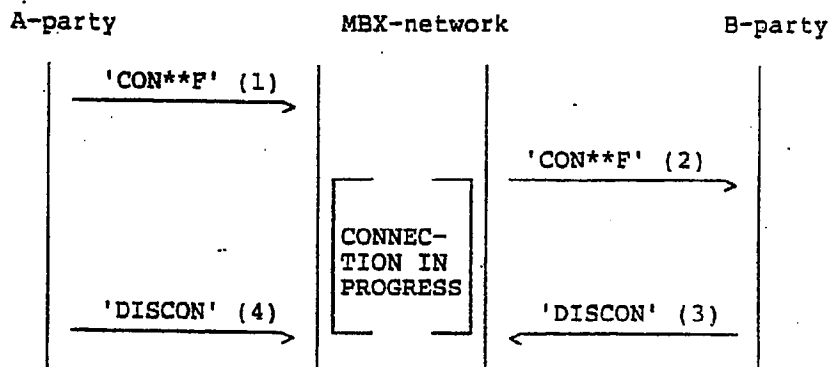 A-party MBX-network B-party
'CON**F' (1)
'CON**F' (2)
CONNEC-
TION IN
PROGRESS
'DISCON' (4) 'DISCON' (3)